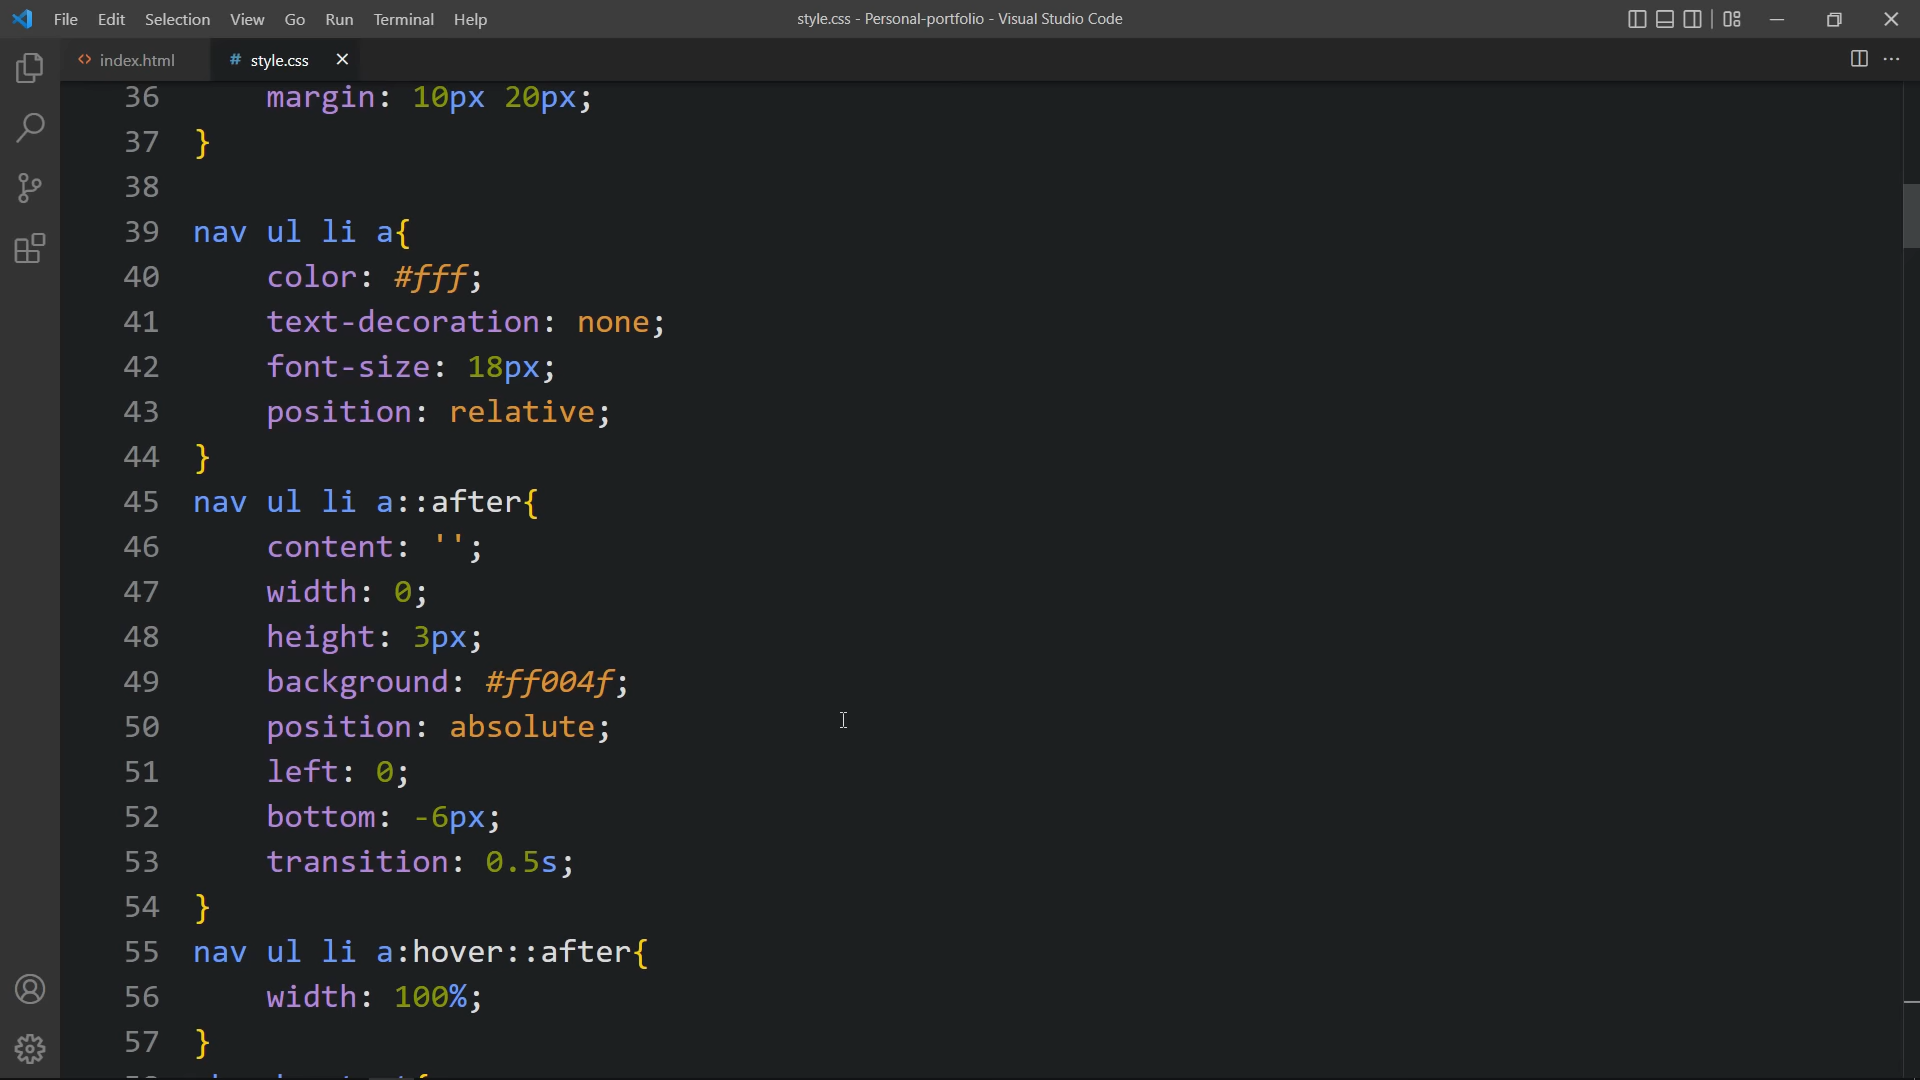 File Edit Selection View Go Run Terminal Help style.css - Personal-portfolio - Visual Studio Code
<> index.html # style.css
36 margin: 10px 20px;
37 }
38
39 nav ul li a{
40 color: #fff;
41 text-decoration: none;
42 font-size: 18px;
43 position: relative;
44 }
45 nav ul li a::after{
46 content: '';
47 width: 0;
48 height: 3px;
49 background: #ff004f;
50 position: absolute;
51 left: 0;
52 bottom: -6px;
53 transition: 0.5s;
54 }
55 nav ul li a:hover::after{
56 width: 100%;
57 }